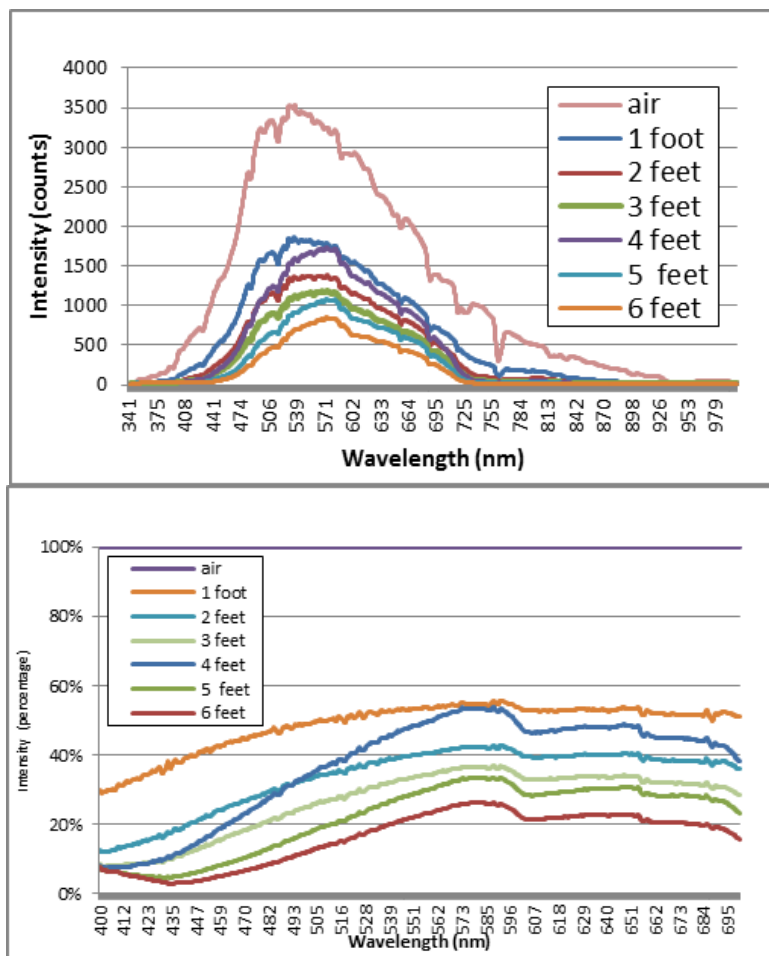 4000
3500
3000
2500
2000
1500
1000
500
0
Intensity (counts)
air
1 foot
2 feet
3 feet
4 feet
5 feet
6 feet
341 375 408 441 474 506 539 571 602 633 664 695 725 755 784 813 842 870 898 926 953 979
Wavelength (nm)
100%
80%
60%
40%
20%
0%
Intensity (percentage)
air
1 foot
2 feet
3 feet
4 feet
5 feet
6 feet
400 412 423 435 447 459 470 482 493 505 516 528 539 551 562 573 585 596 607 618 629 640 651 662 673 684 695
Wavelength (nm)